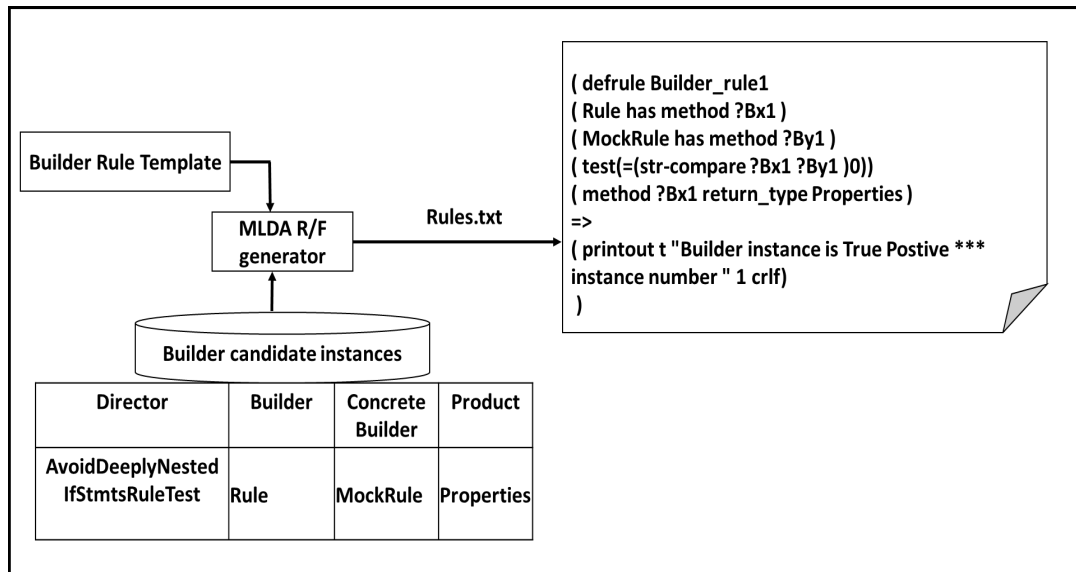 Builder Rule Template
MLDA R/F
generator
Rules.txt
( defrule Builder_rule1
( Rule has method ?Bx1 )
( MockRule has method ?By1 )
( test(=(str-compare ?Bx1 ?By1 )0))
( method ?Bx1 return_type Properties )
=>
( printout t "Builder instance is True Postive ***
instance number " 1 crlf)
)
Builder candidate instances
Director
Builder
Concrete
Builder
Product
AvoidDeeplyNested
IfStmtsRuleTest
Rule
MockRule
Properties